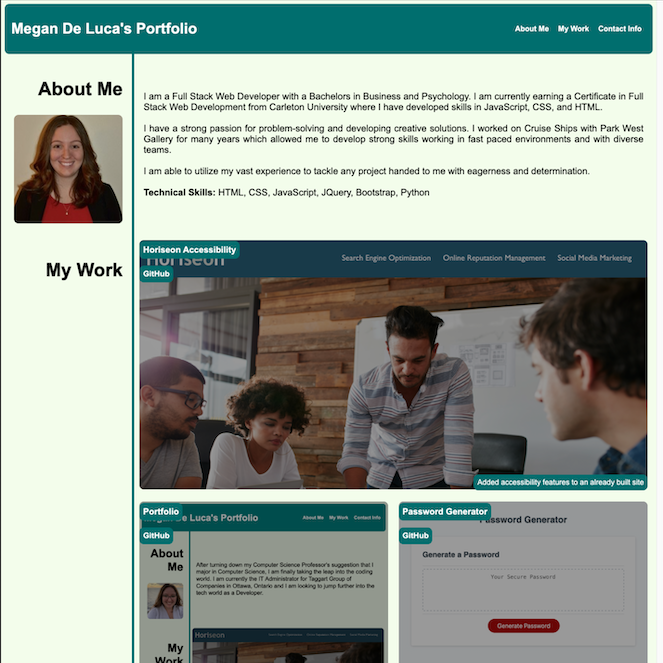 Megan De Luca's Portfolio
About Me My Work Contact Info
About Me
I am a Full Stack Web Developer with a Bachelors in Business and Psychology. I am currently earning a Certificate in Full
Stack Web Development from Carleton University where I have developed skills in JavaScript, CSS, and HTML.
I have a strong passion for problem-solving and developing creative solutions. I worked on Cruise Ships with Park West
Gallery for many years which allowed me to develop strong skills working in fast paced environments and with diverse
teams.
I am able to utilize my vast experience to tackle any project handed to me with eagerness and determination.
Technical Skills: HTML, CSS, JavaScript, JQuery, Bootstrap, Python
My Work
Horiseon Accessibility
Horiseon
Search Engine Optimization Online Reputation Management Social Media Marketing
GitHub
Added accessibility features to an already built site
Portfolio
De Luca's Portfolio
About Me My Work Contact Info
GitHub
About
Me
After turning down my Computer Science Professor's suggestion that I
major in Computer Science, I am finally taking the leap into the coding
world. I am currently the IT Administrator for Taggart Group of
Companies in Ottawa, Ontario and I am looking to jump further into the
tech world as a Developer.
My
Work
Horiseon
Password Generator
Password Generator
GitHub
Generate a Password
Your Secure Password
Generate Password